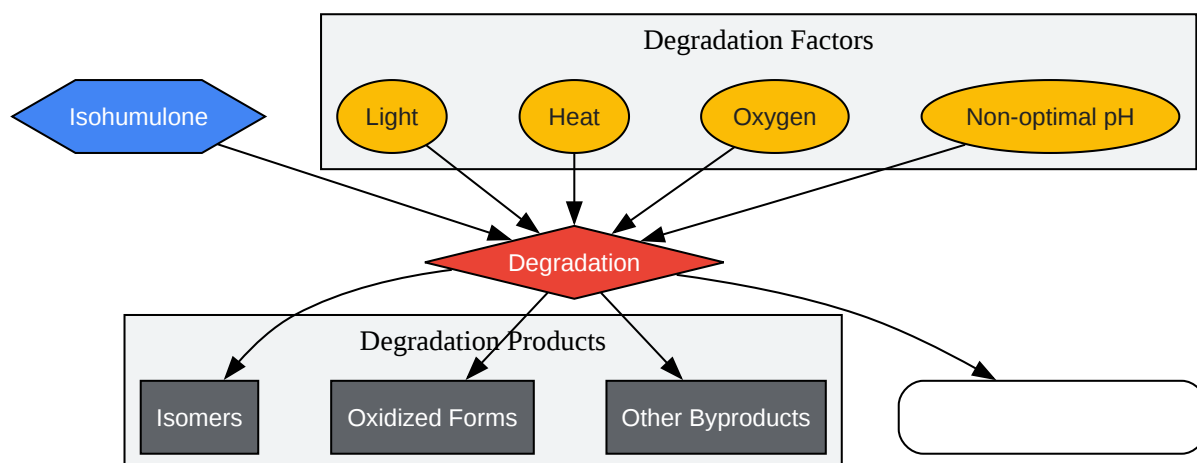 Degradation Factors
Isohumulone
Light
Heat
Oxygen
Non-optimal pH
Degradation
Degradation Products
Isomers
Oxidized Forms
Other Byproducts